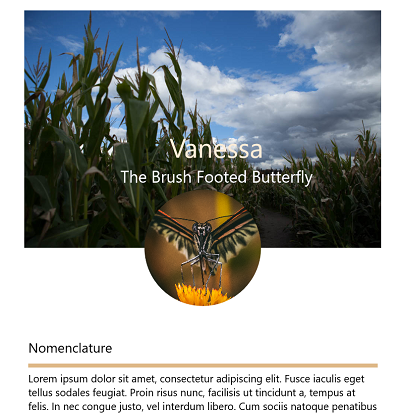 Vanessa
The Brush Footed Butterfly
Nomenclature
Lorem ipsum dolor sit amet, consectetur adipiscing elit. Fusce iaculis eget
tellus sodales feugiat. Proin risus nunc, facilisis ut tincidunt a, tempus at
felis. In nec congue justo, vel interdum libero. Cum sociis natoque penatibus